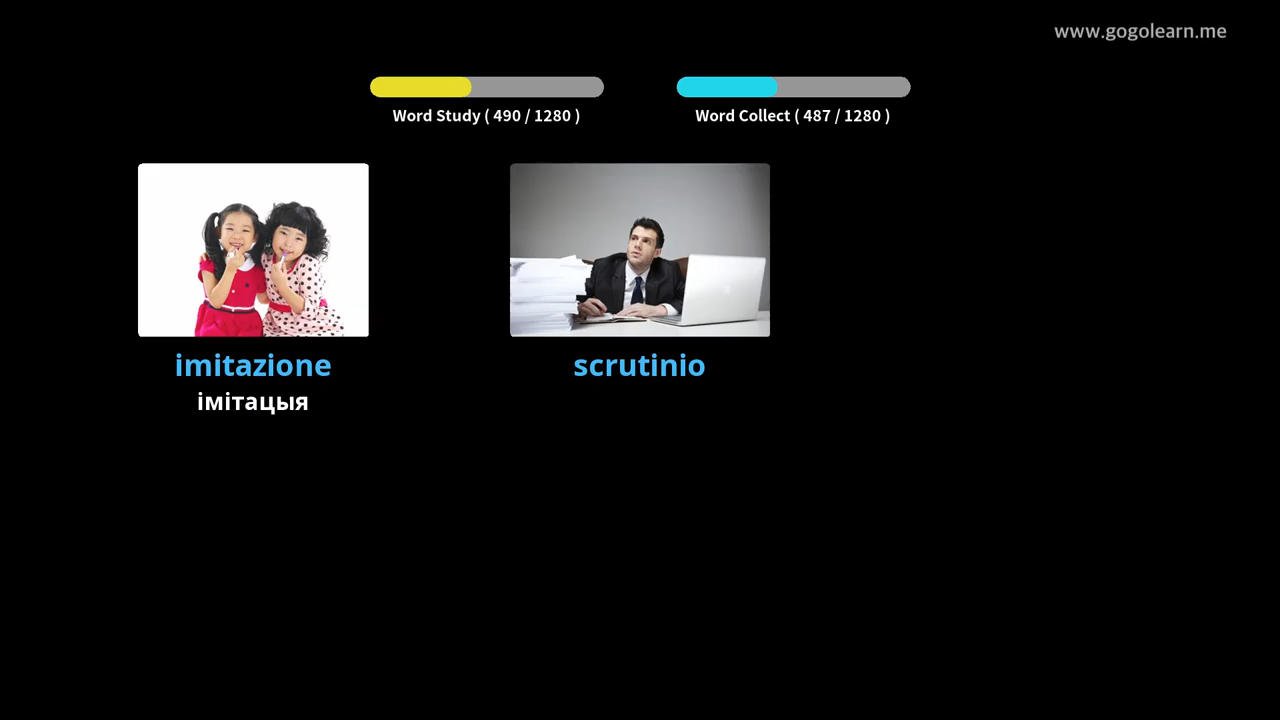 www.gogolearn.me
Word Study ( 490 / 1280 )
Word Collect ( 487 / 1280 )
imitazione
імітацыя
scrutinio